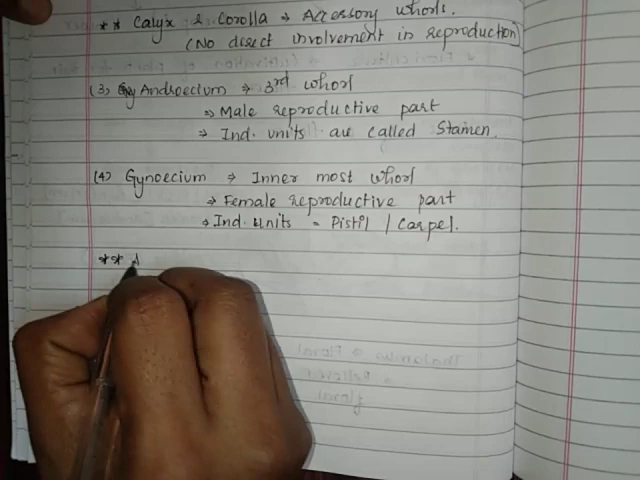 ** Calyx & Corolla → Accessory whorls.
(No direct involvement in reproduction)
(3) Androecium → 3rd whorl
→ Male reproductive part
→ Ind. units are called Stamen.
(4) Gynoecium → Inner most whorl
→ Female reproductive part
→ Ind. units = Pistil / Carpel.
**